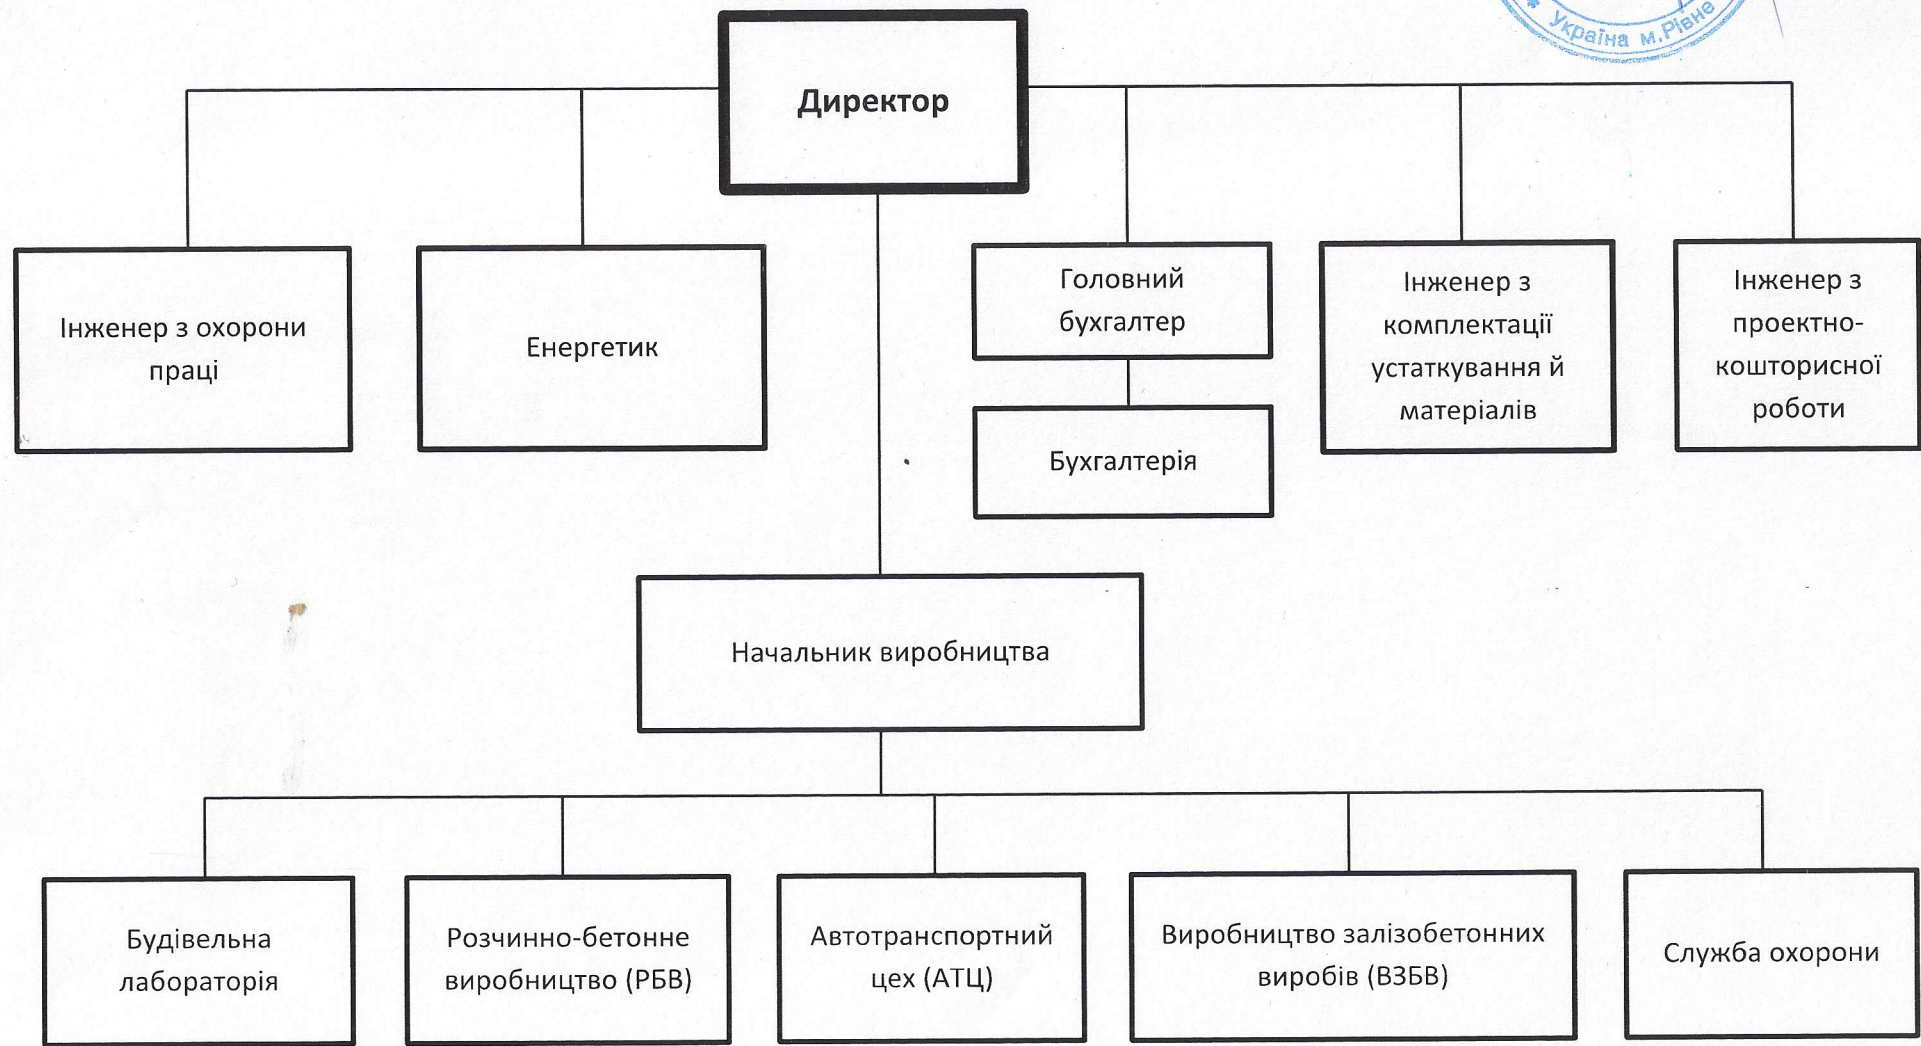 * Україна м.Рівне
Директор
Інженер з охорони
праці
Енергетик
Головний
бухгалтер
Бухгалтерія
Інженер з
комплектації
устаткування й
матеріалів
Інженер з
проектно-
кошторисної
роботи
Начальник виробництва
Будівельна
лабораторія
Розчинно-бетонне
виробництво (РБВ)
Автотранспортний
цех (АТЦ)
Виробництво залізобетонних
виробів (ВЗБВ)
Служба охорони